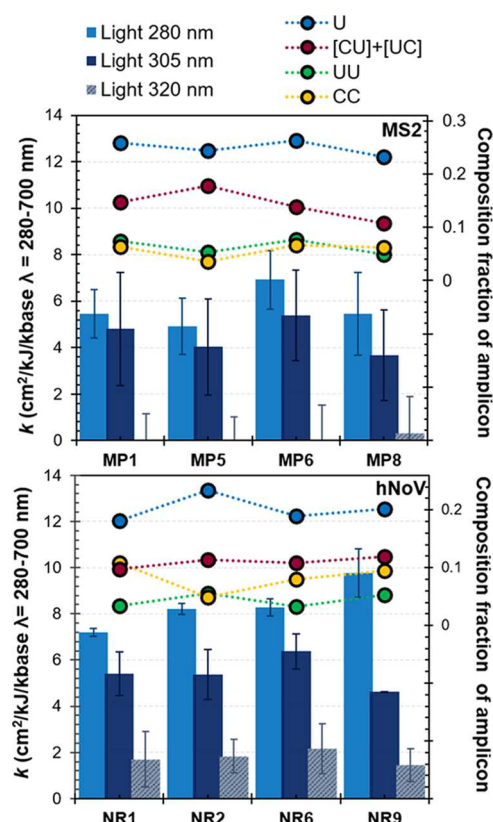 Light 280 nm
Light 305 nm
Light 320 nm
U
[CU]+[UC]
UU
CC
k (cm²/kJ/kbase λ = 280-700 nm)
14
12
10
8
6
4
2
0
MS2
0.3
0.2
0.1
0
Composition fraction of amplicon
MP1 MP5 MP6 MP8
k (cm²/kJ/kbase λ= 280-700 nm)
14
12
10
8
6
4
2
0
hNoV
0.2
0.1
0
Composition fraction of amplicon
NR1 NR2 NR6 NR9